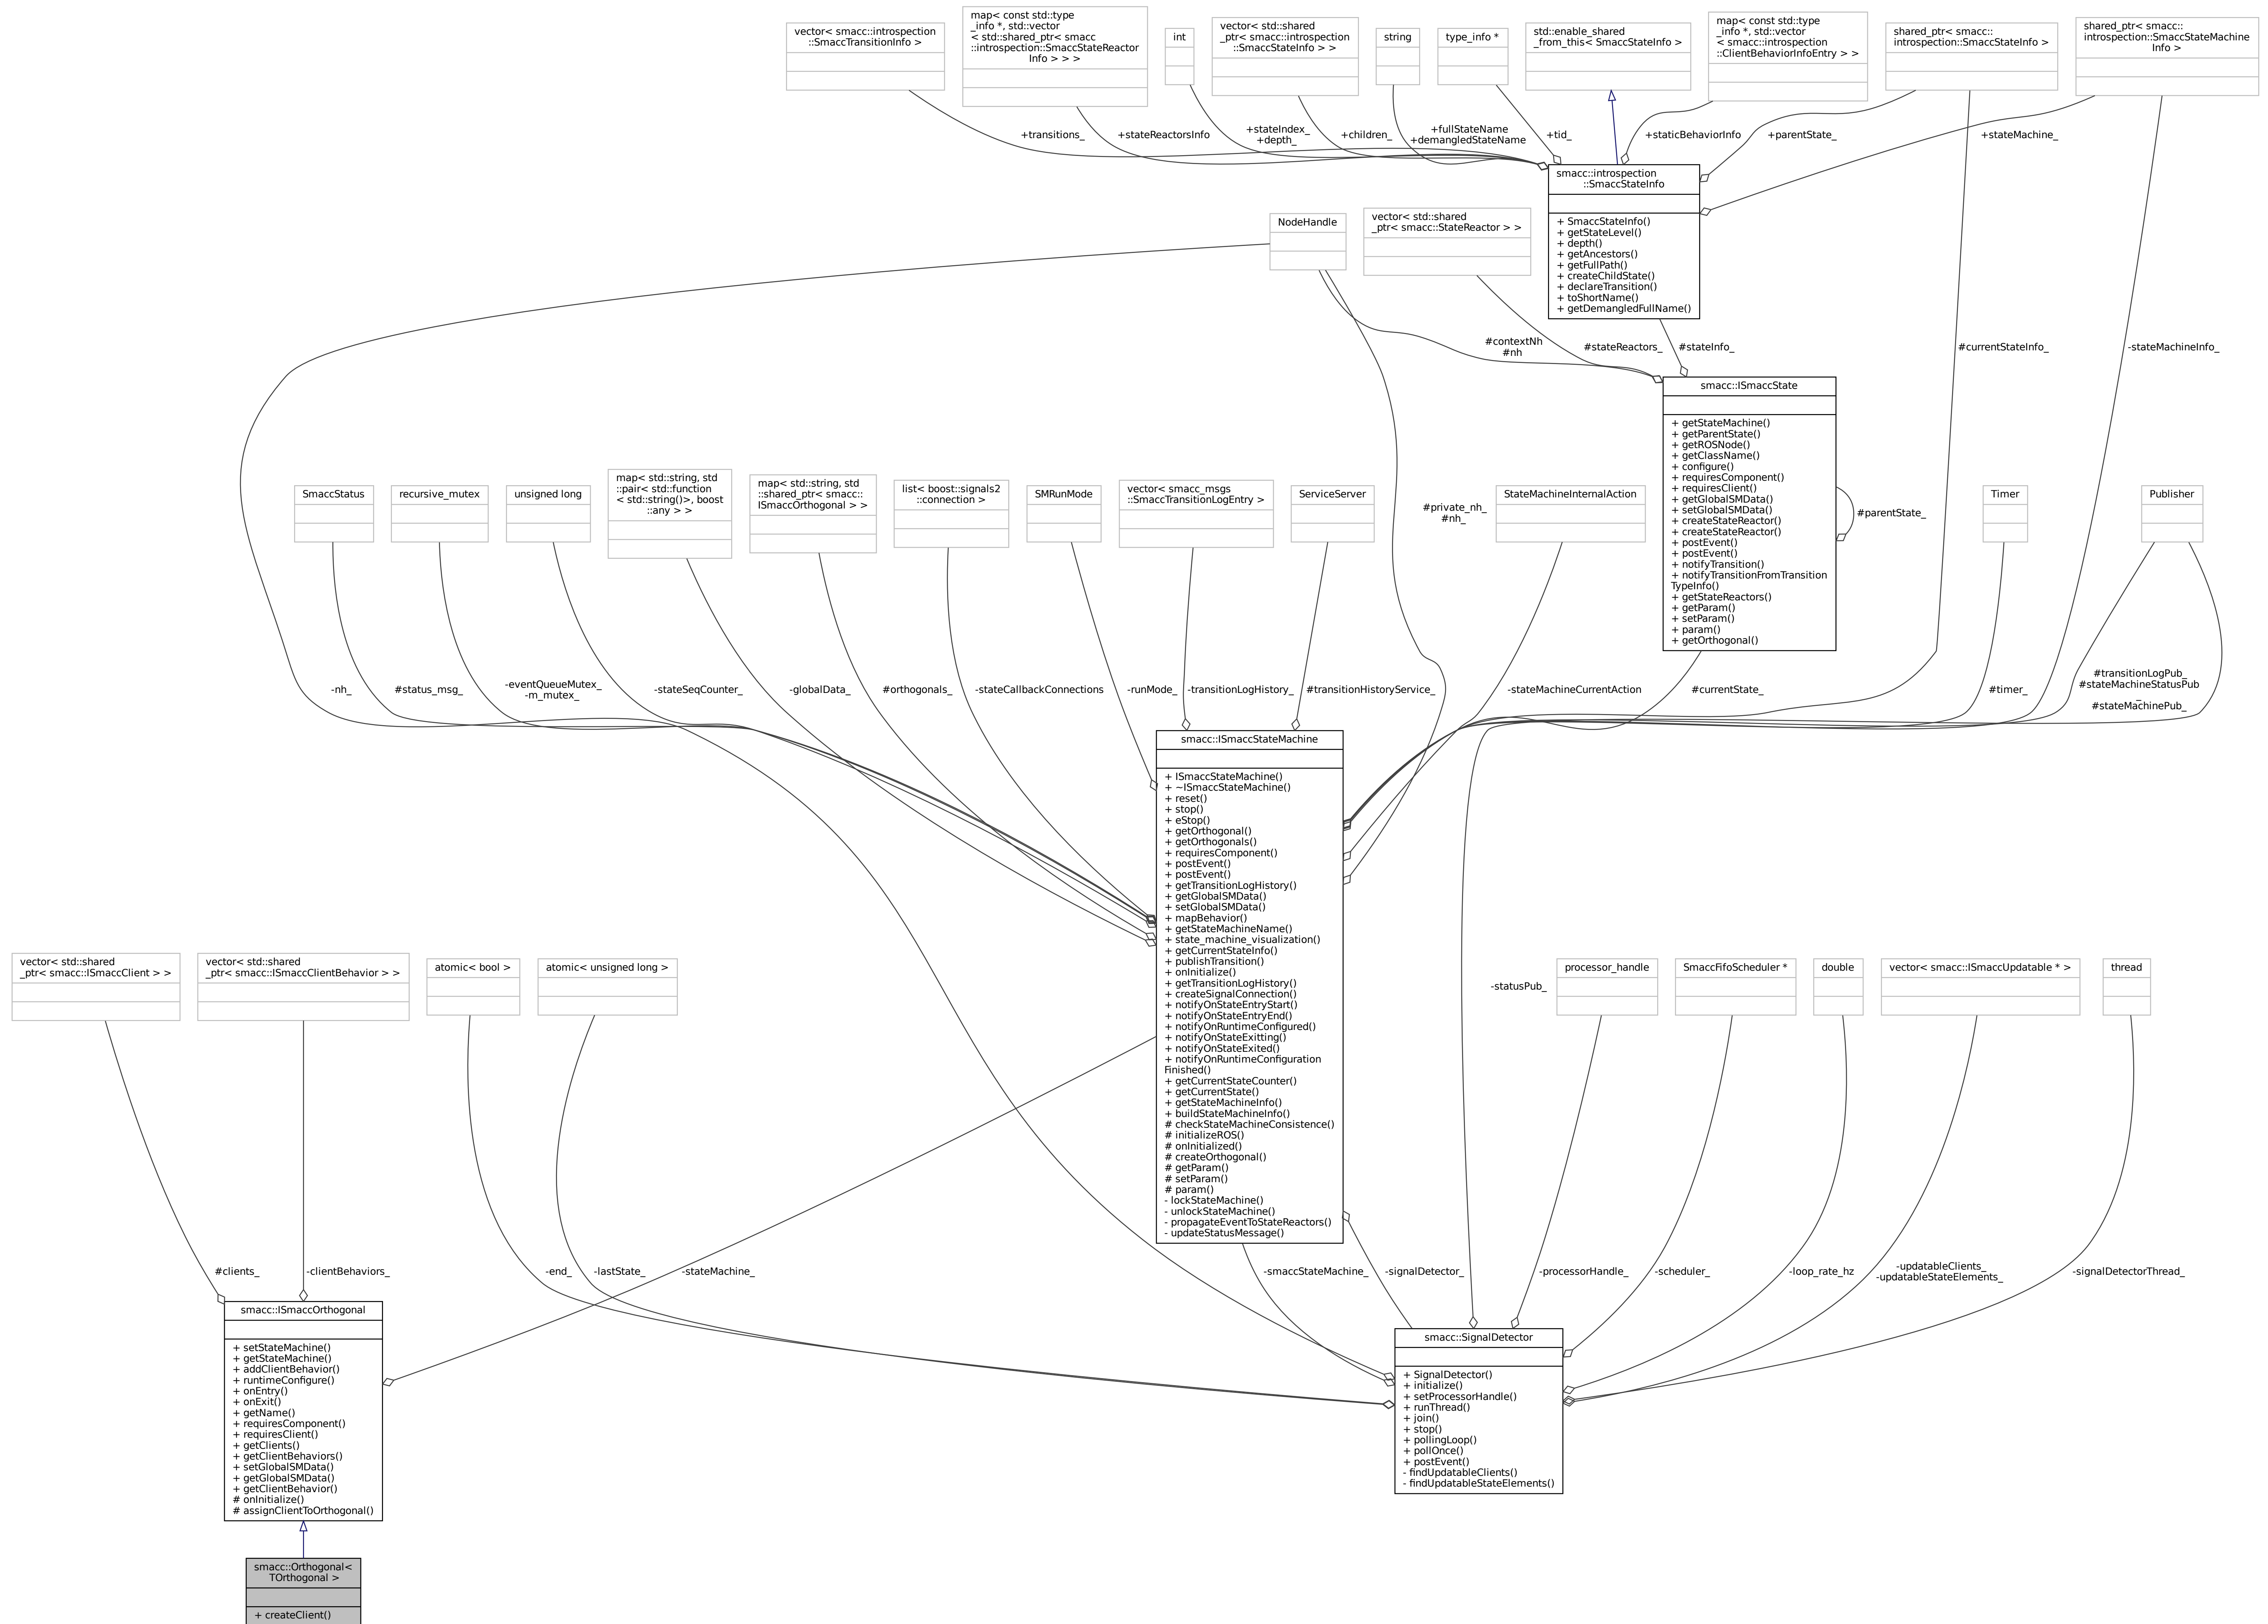 vector< smacc::introspection
::SmaccTransitionInfo >
map< const std::type
_info *, std::vector
< std::shared_ptr< smacc
::introspection::SmaccStateReactor
Info > > >
int
vector< std::shared
_ptr< smacc::introspection
::SmaccStateInfo > >
string
type_info *
std::enable_shared
_from_this< SmaccStateInfo >
map< const std::type
_info *, std::vector
< smacc::introspection
::ClientBehaviorInfoEntry > >
shared_ptr< smacc::
introspection::SmaccStateInfo >
shared_ptr< smacc::
introspection::SmaccStateMachine
Info >
+transitions_
+stateReactorsInfo
+stateIndex_
+depth_
+children_
+fullStateName
+demangledStateName
+tid_
+staticBehaviorInfo
+parentState_
+stateMachine_
smacc::introspection
::SmaccStateInfo
+ SmaccStateInfo()
+ getStateLevel()
+ depth()
+ getAncestors()
+ getFullPath()
+ createChildState()
+ declareTransition()
+ toShortName()
+ getDemangledFullName()
NodeHandle
vector< std::shared
_ptr< smacc::StateReactor > >
#contextNh
#nh
#stateReactors_
#stateInfo_
#currentStateInfo_
-stateMachineInfo_
smacc::ISmaccState
+ getStateMachine()
+ getParentState()
+ getROSNode()
+ getClassName()
+ configure()
+ requiresComponent()
+ requiresClient()
+ getGlobalSMData()
+ setGlobalSMData()
+ createStateReactor()
+ createStateReactor()
+ postEvent()
+ postEvent()
+ notifyTransition()
+ notifyTransitionFromTransition
TypeInfo()
+ getStateReactors()
+ getParam()
+ setParam()
+ param()
+ getOrthogonal()
#parentState_
SmaccStatus
recursive_mutex
unsigned long
map< std::string, std
::pair< std::function
< std::string()>, boost
::any > >
map< std::string, std
::shared_ptr< smacc::
ISmaccOrthogonal > >
list< boost::signals2
::connection >
SMRunMode
vector< smacc_msgs
::SmaccTransitionLogEntry >
ServiceServer
#private_nh_
#nh_
StateMachineInternalAction
Timer
Publisher
-nh_
#status_msg_
-eventQueueMutex_
-m_mutex_
-stateSeqCounter_
-globalData_
#orthogonals_
-stateCallbackConnections
-runMode_
-transitionLogHistory_
#transitionHistoryService_
-stateMachineCurrentAction
#currentState_
#timer_
#transitionLogPub_
#stateMachineStatusPub
_
#stateMachinePub_
smacc::ISmaccStateMachine
+ ISmaccStateMachine()
+ ~ISmaccStateMachine()
+ reset()
+ stop()
+ eStop()
+ getOrthogonal()
+ getOrthogonals()
+ requiresComponent()
+ postEvent()
+ postEvent()
+ getTransitionLogHistory()
+ getGlobalSMData()
+ setGlobalSMData()
+ mapBehavior()
+ getStateMachineName()
+ state_machine_visualization()
+ getCurrentStateInfo()
+ publishTransition()
+ onInitialize()
+ getTransitionLogHistory()
+ createSignalConnection()
+ notifyOnStateEntryStart()
+ notifyOnStateEntryEnd()
+ notifyOnRuntimeConfigured()
+ notifyOnStateExitting()
+ notifyOnStateExited()
+ notifyOnRuntimeConfiguration
Finished()
+ getCurrentStateCounter()
+ getCurrentState()
+ getStateMachineInfo()
+ buildStateMachineInfo()
# checkStateMachineConsistence()
# initializeROS()
# onInitialized()
# createOrthogonal()
# getParam()
# setParam()
# param()
- lockStateMachine()
- unlockStateMachine()
- propagateEventToStateReactors()
- updateStatusMessage()
vector< std::shared
_ptr< smacc::ISmaccClient > >
vector< std::shared
_ptr< smacc::ISmaccClientBehavior > >
atomic< bool >
atomic< unsigned long >
-statusPub_
processor_handle
SmaccFifoScheduler *
double
vector< smacc::ISmaccUpdatable * >
thread
#clients_
-clientBehaviors_
-end_
-lastState_
-stateMachine_
-smaccStateMachine_
-signalDetector_
-processorHandle_
-scheduler_
-loop_rate_hz
-updatableClients_
-updatableStateElements_
-signalDetectorThread_
smacc::ISmaccOrthogonal
+ setStateMachine()
+ getStateMachine()
+ addClientBehavior()
+ runtimeConfigure()
+ onEntry()
+ onExit()
+ getName()
+ requiresComponent()
+ requiresClient()
+ getClients()
+ getClientBehaviors()
+ setGlobalSMData()
+ getGlobalSMData()
+ getClientBehavior()
# onInitialize()
# assignClientToOrthogonal()
smacc::SignalDetector
+ SignalDetector()
+ initialize()
+ setProcessorHandle()
+ runThread()
+ join()
+ stop()
+ pollingLoop()
+ pollOnce()
+ postEvent()
- findUpdatableClients()
- findUpdatableStateElements()
smacc::Orthogonal<
TOrthogonal >
+ createClient()